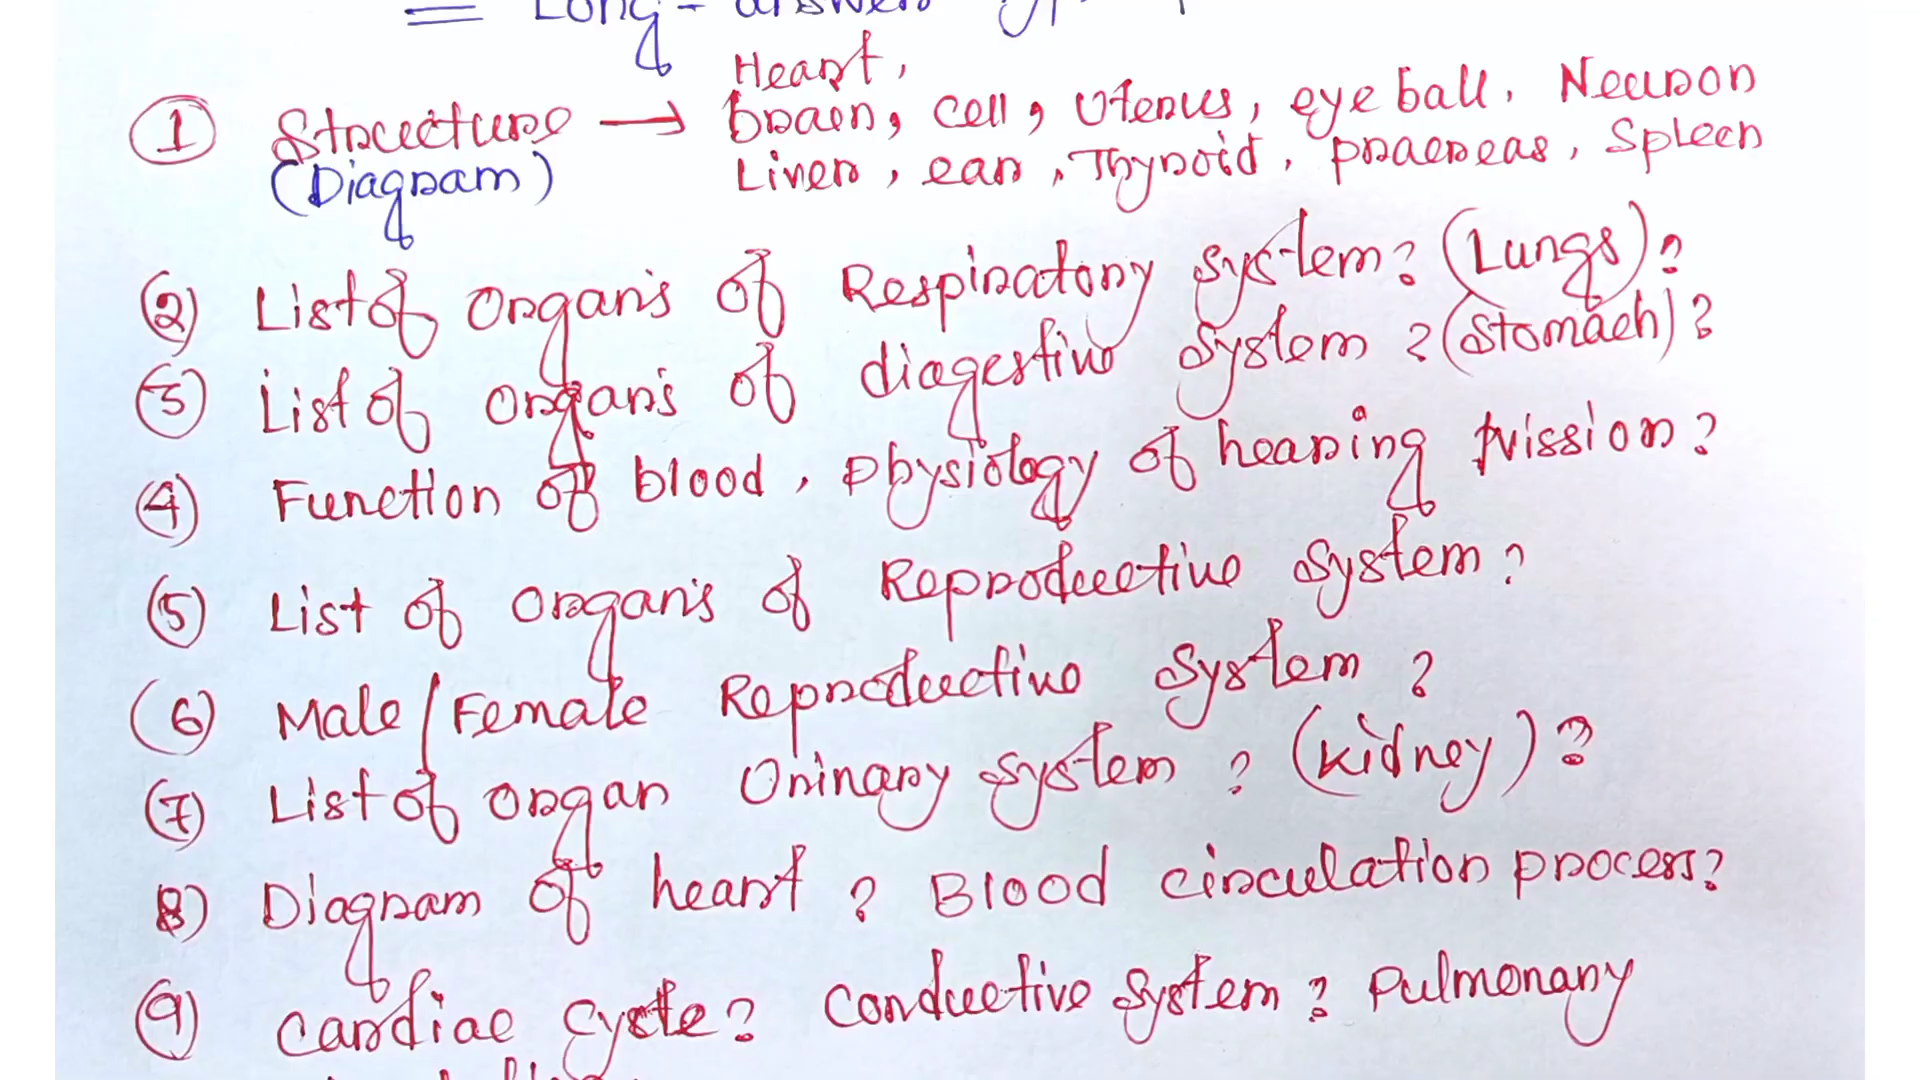 = Long-answer
Heart,
① Structure → brain, cell, Uterus, eye ball, Neuron
(Diagram) Liver, ear, Thyroid, pancreas, Spleen
(2) List of Organ's of Respiratory system? (Lungs)?
(3) List of Organ's of diagestive System? (Stomach)?
(4) Function of blood, physiology of hearing
(5) List of organ's of Reproductive System?
(6) Male/Female Reproductive System?
(7) List of organ Urinary system? (Kidney)?
(8) Diagram of heart? Blood circulation process?
(9) Cardiac cycle? Conductive System? Pulmonary